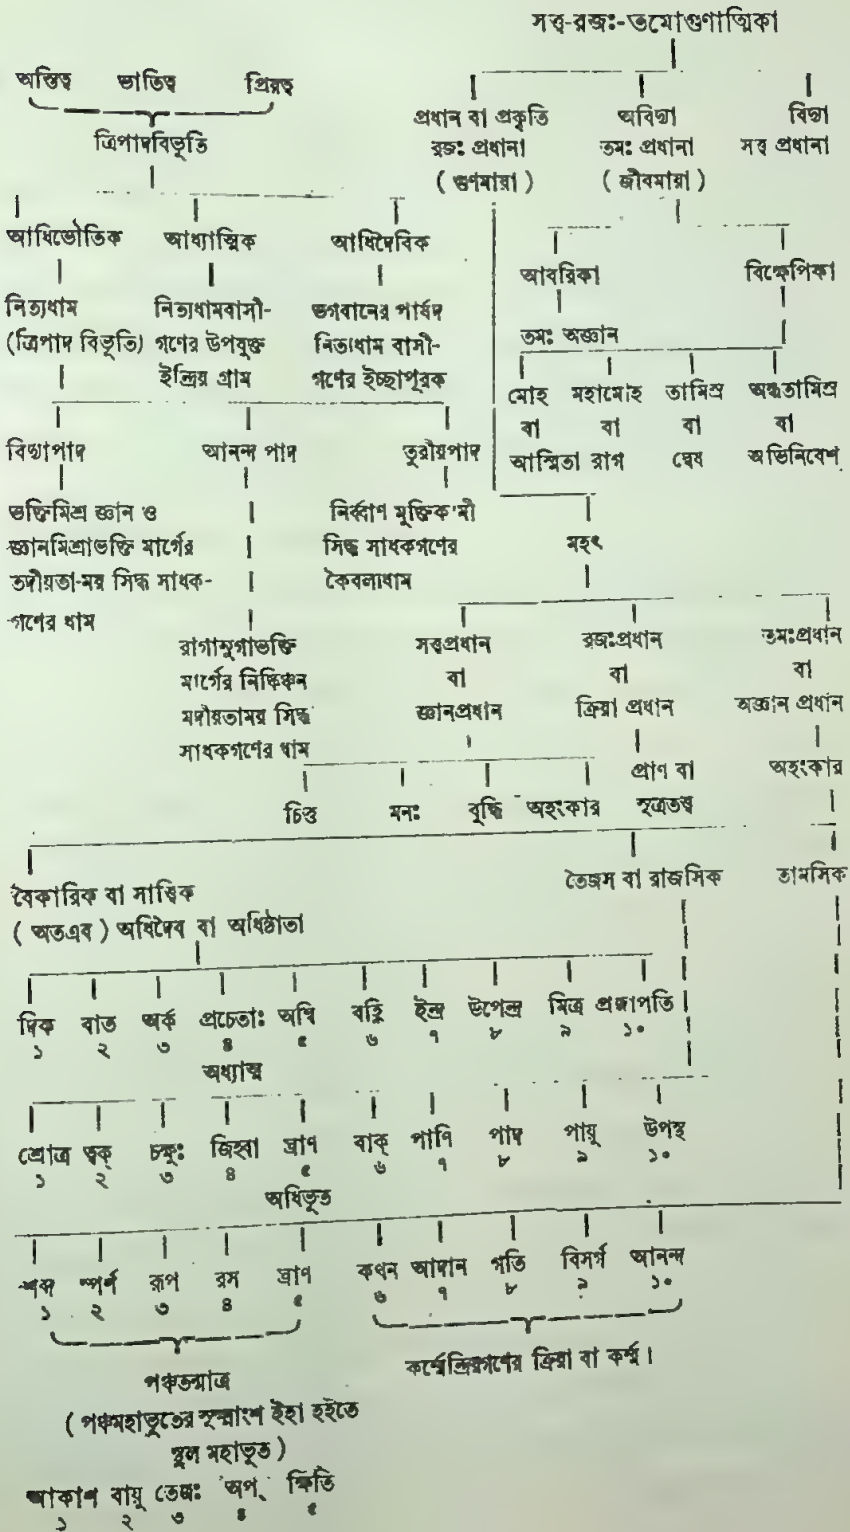 সত্ত্ব-রজঃ-তমোগুণাত্মিকা
অস্তিত্ব ভাতিত্ব প্রিয়ত্ব
ত্রিপাদবিভূতি
প্রধান বা প্রকৃতি অবিদ্যা বিদ্যা
রজঃ প্রধানা তমঃ প্রধানা সত্ত্ব প্রধানা
( গুণমায়া ) ( জীবমায়া )
আধিভৌতিক আধ্যাত্মিক আধিদৈবিক
আবরিকা বিক্ষেপিকা
নিত্যধাম নিত্যধামবাসী- ভগবানের পার্ষদ
(ত্রিপাদ বিভূতি) গণের উপযুক্ত নিত্যধাম বাসী-
ইন্দ্রিয় গ্রাম গণের ইচ্ছাপূরক
তমঃ অজ্ঞান
মোহ মহামোহ তামিস্র অন্ধতামিস্র
বা বা বা বা
আস্মিতা রাগ দ্বেষ অভিনিবেশ
বিদ্যাপাদ আনন্দ পাদ তুরীয়পাদ
ভক্তিমিশ্র জ্ঞান ও নির্ব্বাণ মুক্তিকামী
জ্ঞানমিশ্রাভক্তি মার্গের সিদ্ধ সাধকগণের
তদীয়তা-ময় সিদ্ধ সাধক- কৈবল্যধাম
গণের ধাম
মহৎ
রাগানুগাভক্তি
মার্গের নিষ্কিঞ্চন
মদীয়তাময় সিদ্ধ
সাধকগণের ধাম
সত্ত্বপ্রধান রজঃপ্রধান তমঃপ্রধান
বা বা বা
জ্ঞানপ্রধান ক্রিয়া প্রধান অজ্ঞান প্রধান
প্রাণ বা অহংকার
চিত্ত মনঃ বুদ্ধি অহংকার সূত্রতত্ত্ব
বৈকারিক বা সাত্ত্বিক তৈজস বা রাজসিক তামসিক
( অতএব ) অধিদৈব বা অধিষ্ঠাতা
দিক বাত অর্ক প্রচেতাঃ অশ্বি বহ্নি ইন্দ্র উপেন্দ্র মিত্র প্রজাপতি
১ ২ ৩ ৪ ৫ ৬ ৭ ৮ ৯ ১০
অধ্যাত্ম
শ্রোত্র ত্বক্ চক্ষুঃ জিহ্বা ঘ্রাণ বাক্ পাণি পাদ পায়ু উপস্থ
১ ২ ৩ ৪ ৫ ৬ ৭ ৮ ৯ ১০
অধিভূত
শব্দ স্পর্শ রূপ রস ঘ্রাণ কথন আদান গতি বিসর্গ আনন্দ
১ ২ ৩ ৪ ৫ ৬ ৭ ৮ ৯ ১০
পঞ্চতন্মাত্র
( পঞ্চমহাভূতের সূক্ষ্মাংশ ইহা হইতে
স্থূল মহাভূত )
কর্ম্মেন্দ্রিয়গণের ক্রিয়া বা কর্ম্ম।
আকাশ বায়ু তেজঃ অপ্ ক্ষিতি
১ ২ ৩ ৪ ৫